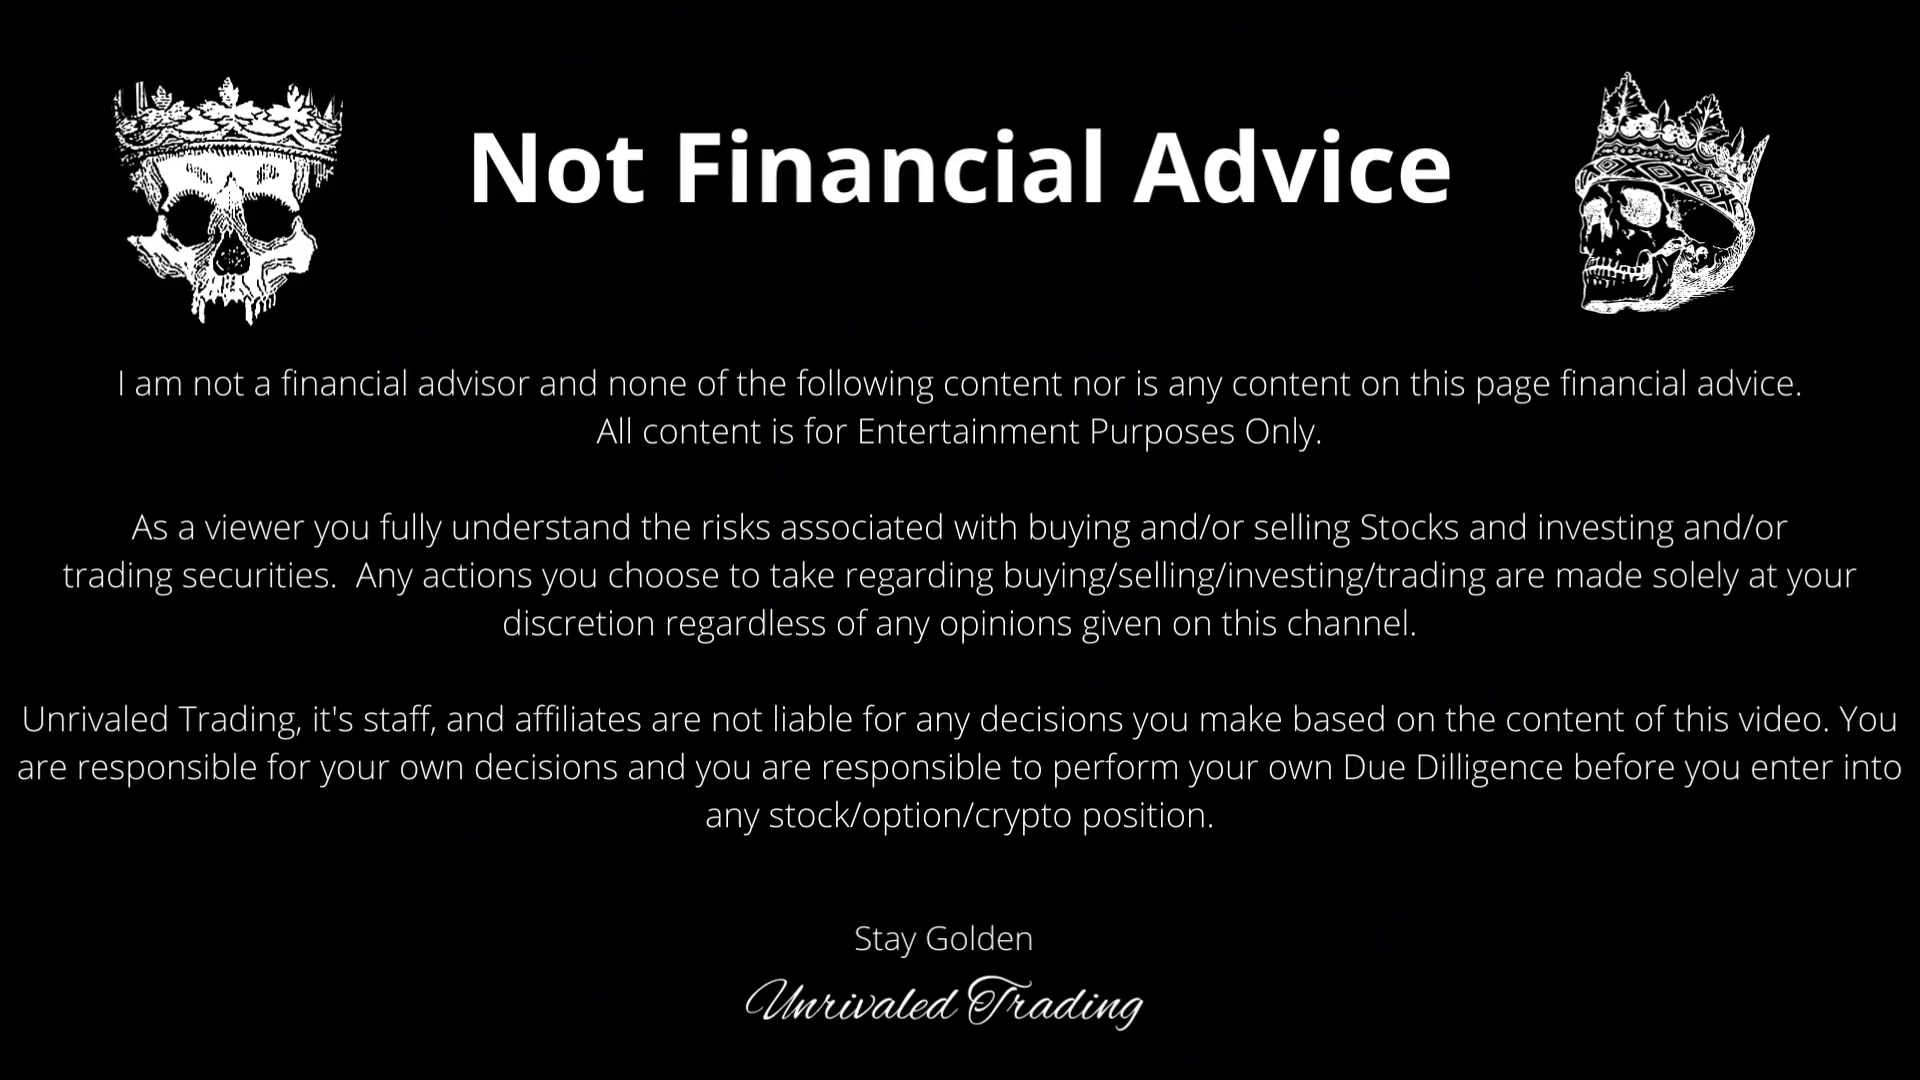 Not Financial Advice
I am not a financial advisor and none of the following content nor is any content on this page financial advice.
All content is for Entertainment Purposes Only.
As a viewer you fully understand the risks associated with buying and/or selling Stocks and investing and/or
trading securities.  Any actions you choose to take regarding buying/selling/investing/trading are made solely at your
discretion regardless of any opinions given on this channel.
Unrivaled Trading, it's staff, and affiliates are not liable for any decisions you make based on the content of this video. You
are responsible for your own decisions and you are responsible to perform your own Due Dilligence before you enter into
any stock/option/crypto position.
Stay Golden
Unrivaled Trading